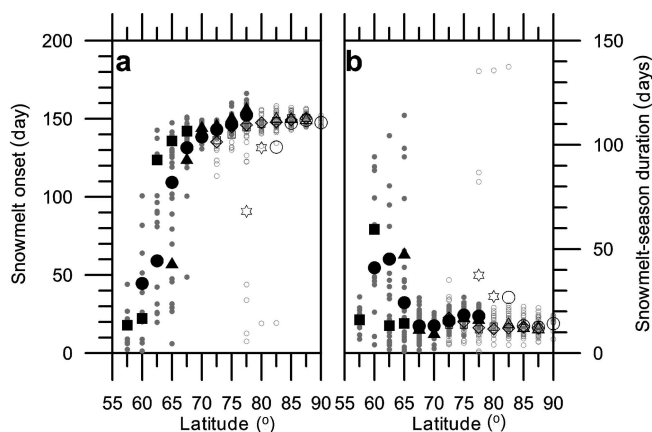 200
150
a
b
150
100
50
0
Snowmelt onset (day)
100
50
0
Snowmelt-season duration (days)
55 60 65 70 75 80 85 90
55 60 65 70 75 80 85 90
Latitude (º)
Latitude (º)